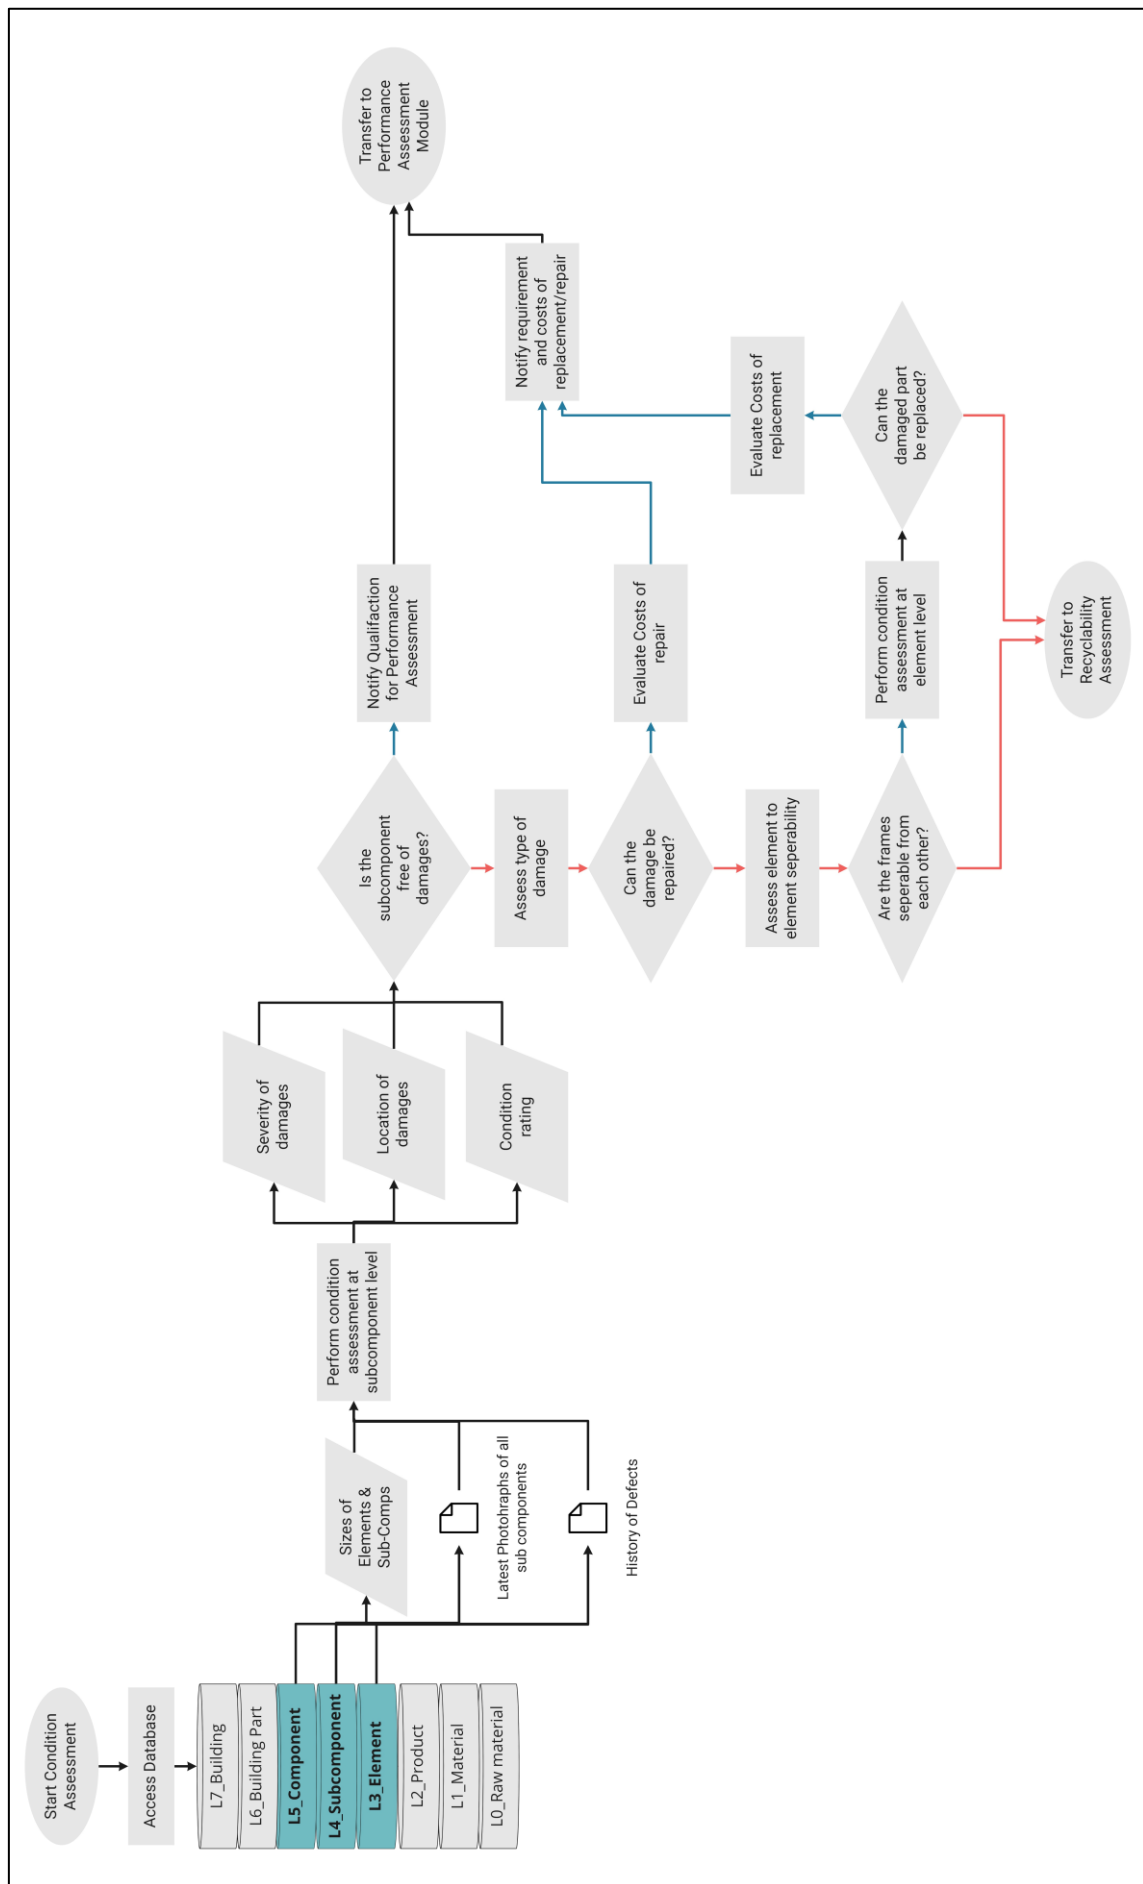 Start Condition
Assessment
Access Database
L7_Building
L6_Building Part
L5_Component
L4_Subcomponent
L3_Element
L2_Product
L1_Material
L0_Raw material
Sizes of
Elements &
Sub-Comps
Latest Photohraphs of all
sub components
History of Defects
Perform condition
assessment at
subcomponent level
Severity of
damages
Location of
damages
Condition
rating
Is the
subcomponent
free of
damages?
Notify Qualifaction
for Performance
Assessment
Transfer to
Performance
Assessment
Module
Assess type of
damage
Can the
damage be
repaired?
Evaluate Costs of
repair
Notify requirement
and costs of
replacement/repair
Assess element to
element seperability
Are the frames
seperable from
each other?
Perform condition
assessment at
element level
Can the
damaged part
be replaced?
Evaluate Costs of
replacement
Transfer to
Recyclability
Assessment